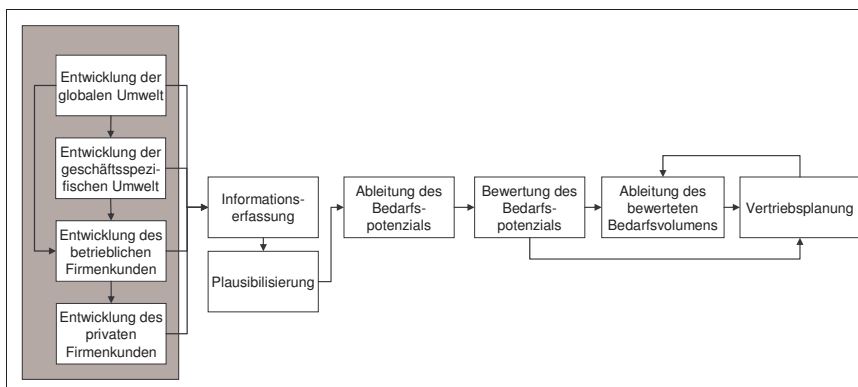 Entwicklung der
globalen Umwelt
Entwicklung der
geschäftsspezi-
fischen Umwelt
Entwicklung des
betrieblichen
Firmenkunden
Entwicklung des
privaten
Firmenkunden
Informations-
erfassung
Plausibilisierung
Ableitung des
Bedarfs-
potenzials
Bewertung des
Bedarfs-
potenzials
Ableitung des
bewerteten
Bedarfsvolumens
Vertriebsplanung